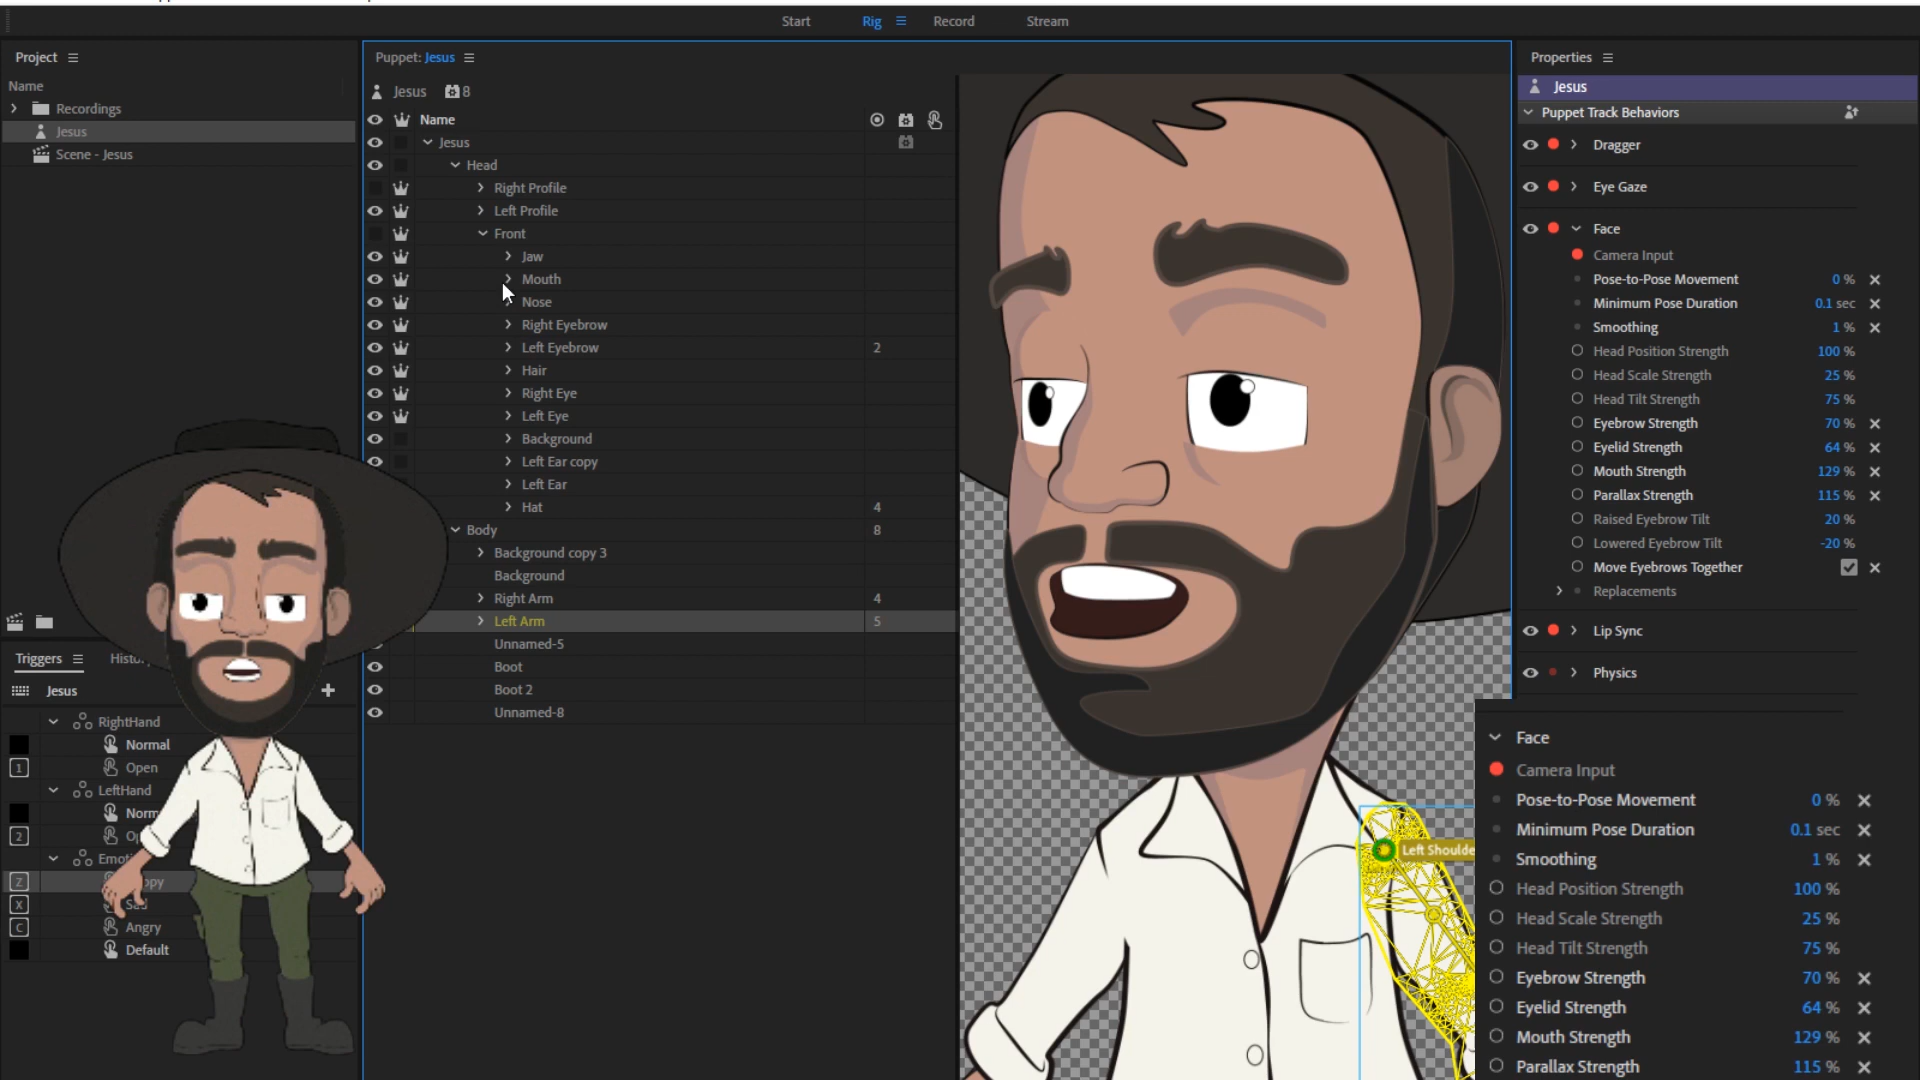 Start Rig Record Stream
Project
Name
Recordings
Jesus
Scene - Jesus
Puppet: Jesus
Jesus 8
Name
Jesus
Head
Right Profile
Left Profile
Front
Jaw
Mouth
Nose
Right Eyebrow
Left Eyebrow 2
Hair
Right Eye
Left Eye
Background
Left Ear copy
Left Ear
Hat 4
Body 8
Background copy 3
Background
Right Arm 4
Left Arm 5
Unnamed-5
Boot
Boot 2
Unnamed-8
Triggers
Jesus
RightHand
Normal
1 Open
LeftHand
Norm
2
Z
X
C Angry
Default
Left Shoulde
Properties
Jesus
Puppet Track Behaviors
Dragger
Eye Gaze
Face
Camera Input
Pose-to-Pose Movement 0 %
Minimum Pose Duration 0.1 sec
Smoothing 1 %
Head Position Strength 100 %
Head Scale Strength 25 %
Head Tilt Strength 75 %
Eyebrow Strength 70 %
Eyelid Strength 64 %
Mouth Strength 129 %
Parallax Strength 115 %
Raised Eyebrow Tilt 20 %
Lowered Eyebrow Tilt -20 %
Move Eyebrows Together
Replacements
Lip Sync
Physics
Face
Camera Input
Pose-to-Pose Movement 0 %
Minimum Pose Duration 0.1 sec
Smoothing 1 %
Head Position Strength 100 %
Head Scale Strength 25 %
Head Tilt Strength 75 %
Eyebrow Strength 70 %
Eyelid Strength 64 %
Mouth Strength 129 %
Parallax Strength 115 %